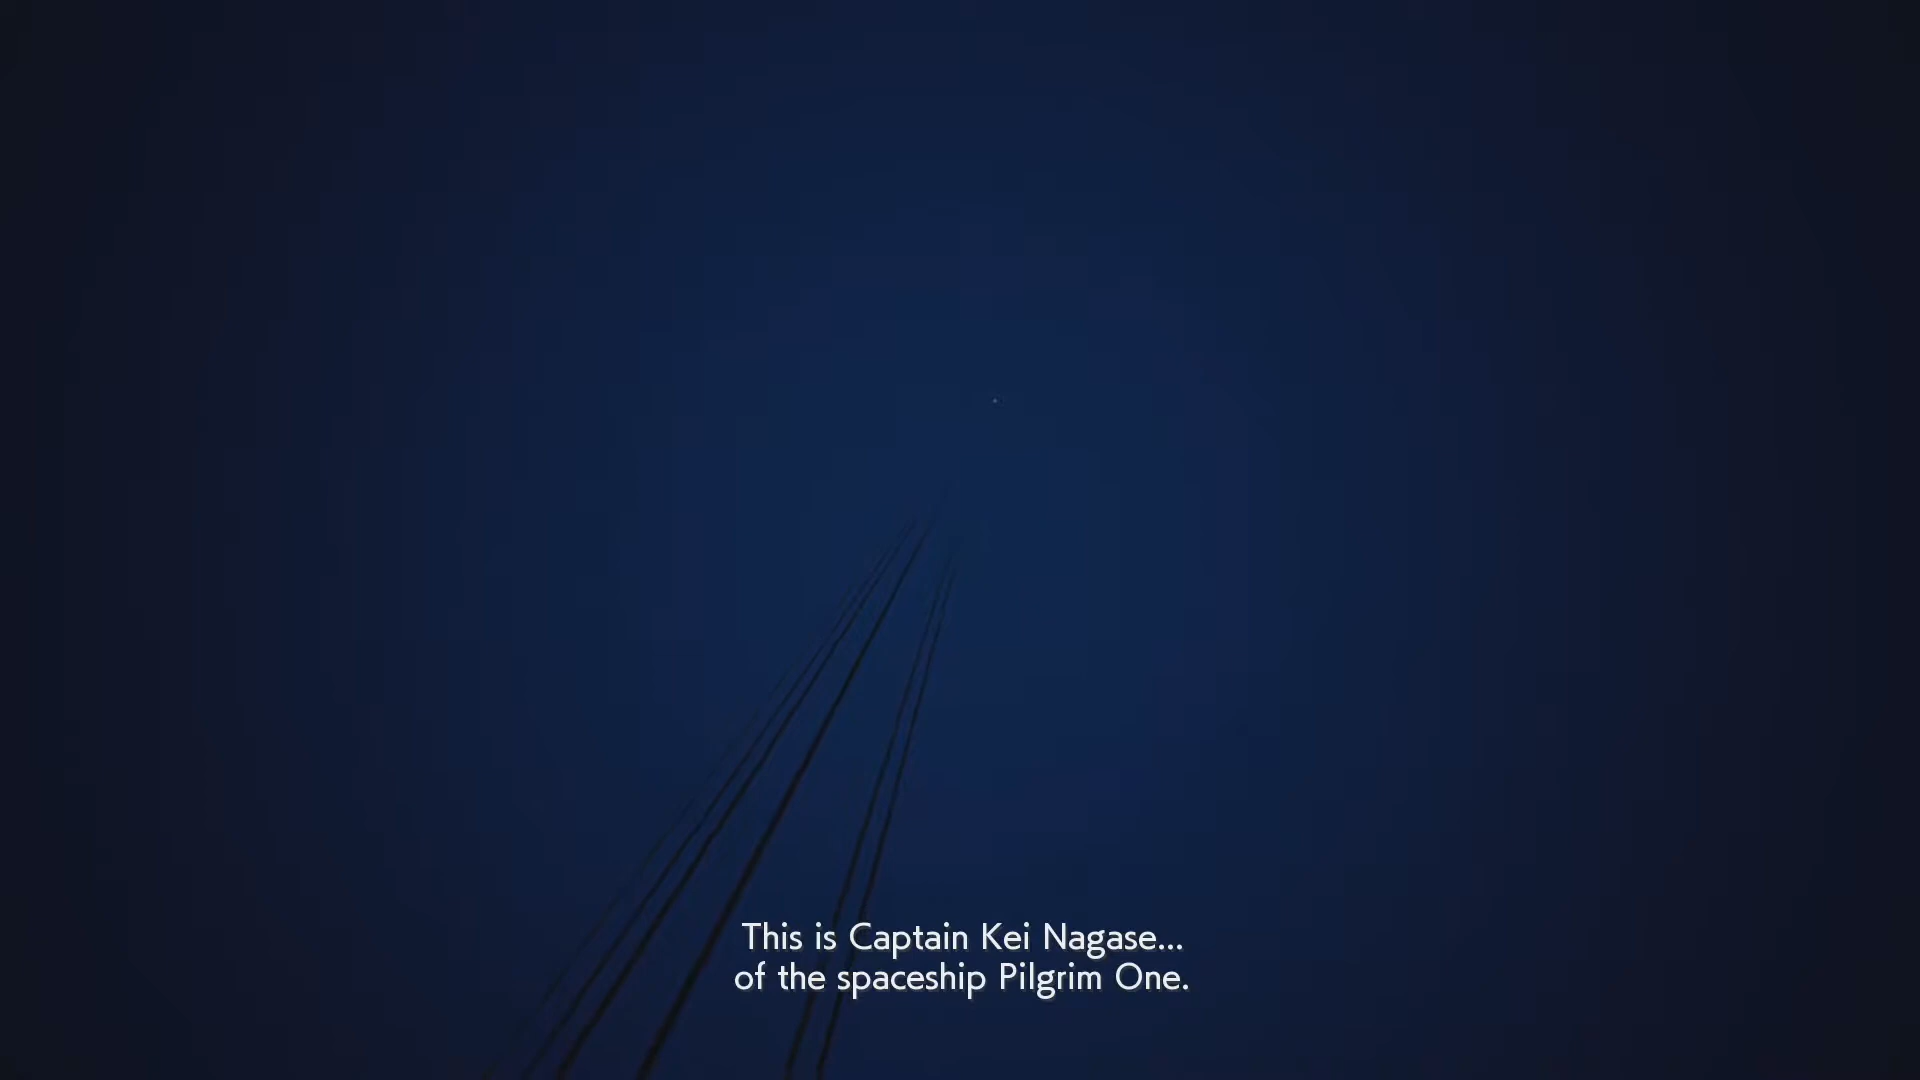 This is Captain Kei Nagase...
of the spaceship Pilgrim One.